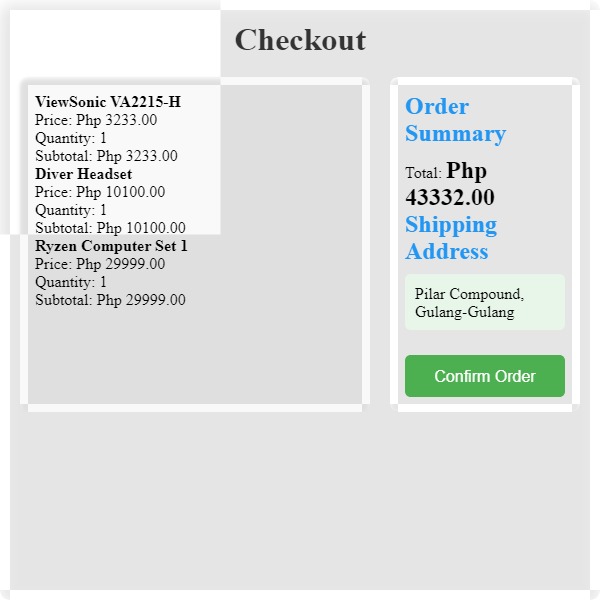 Checkout
ViewSonic VA2215-H
Price: Php 3233.00
Quantity: 1
Subtotal: Php 3233.00
Diver Headset
Price: Php 10100.00
Quantity: 1
Subtotal: Php 10100.00
Ryzen Computer Set 1
Price: Php 29999.00
Quantity: 1
Subtotal: Php 29999.00
Order
Summary
Total: Php
43332.00
Shipping
Address
Pilar Compound,
Gulang-Gulang
Confirm Order